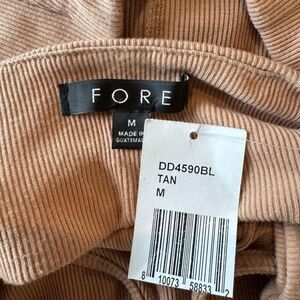 FORE
M
MADE IN
GUATEMALA
DD4590BL
TAN
M
8 10073 58833 2